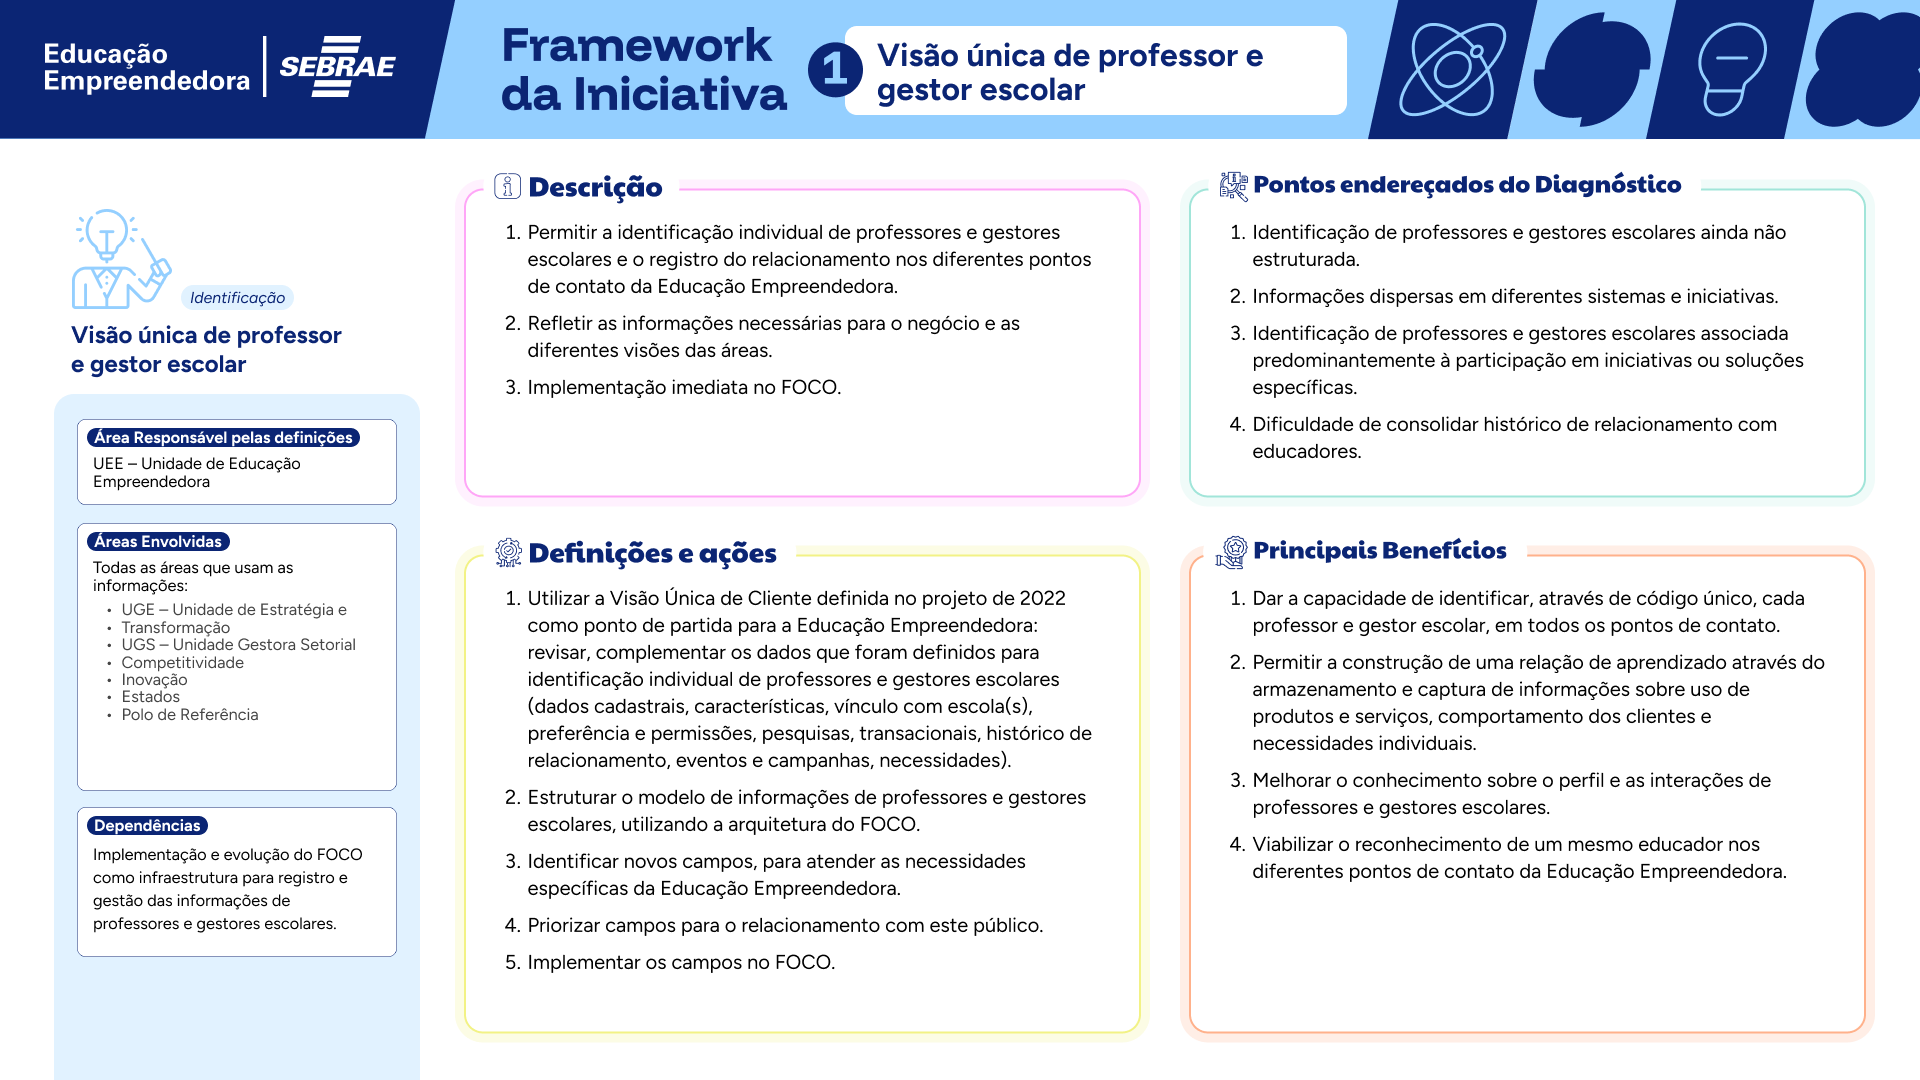 Educação
Empreendedora
SEBRAE
Framework
da Iniciativa
1
Visão única de professor e
gestor escolar
Identificação
Visão única de professor
e gestor escolar
Área Responsável pelas definições
UEE – Unidade de Educação
Empreendedora
Áreas Envolvidas
Todas as áreas que usam as
informações:
• UGE – Unidade de Estratégia e
• Transformação
• UGS – Unidade Gestora Setorial
• Competitividade
• Inovação
• Estados
• Polo de Referência
Dependências
Implementação e evolução do FOCO
como infraestrutura para registro e
gestão das informações de
professores e gestores escolares.
Descrição
1. Permitir a identificação individual de professores e gestores
escolares e o registro do relacionamento nos diferentes pontos
de contato da Educação Empreendedora.
2. Refletir as informações necessárias para o negócio e as
diferentes visões das áreas.
3. Implementação imediata no FOCO.
Pontos endereçados do Diagnóstico
1. Identificação de professores e gestores escolares ainda não
estruturada.
2. Informações dispersas em diferentes sistemas e iniciativas.
3. Identificação de professores e gestores escolares associada
predominantemente à participação em iniciativas ou soluções
específicas.
4. Dificuldade de consolidar histórico de relacionamento com
educadores.
Definições e ações
1. Utilizar a Visão Única de Cliente definida no projeto de 2022
como ponto de partida para a Educação Empreendedora:
revisar, complementar os dados que foram definidos para
identificação individual de professores e gestores escolares
(dados cadastrais, características, vínculo com escola(s),
preferência e permissões, pesquisas, transacionais, histórico de
relacionamento, eventos e campanhas, necessidades).
2. Estruturar o modelo de informações de professores e gestores
escolares, utilizando a arquitetura do FOCO.
3. Identificar novos campos, para atender as necessidades
específicas da Educação Empreendedora.
4. Priorizar campos para o relacionamento com este público.
5. Implementar os campos no FOCO.
Principais Benefícios
1. Dar a capacidade de identificar, através de código único, cada
professor e gestor escolar, em todos os pontos de contato.
2. Permitir a construção de uma relação de aprendizado através do
armazenamento e captura de informações sobre uso de
produtos e serviços, comportamento dos clientes e
necessidades individuais.
3. Melhorar o conhecimento sobre o perfil e as interações de
professores e gestores escolares.
4. Viabilizar o reconhecimento de um mesmo educador nos
diferentes pontos de contato da Educação Empreendedora.